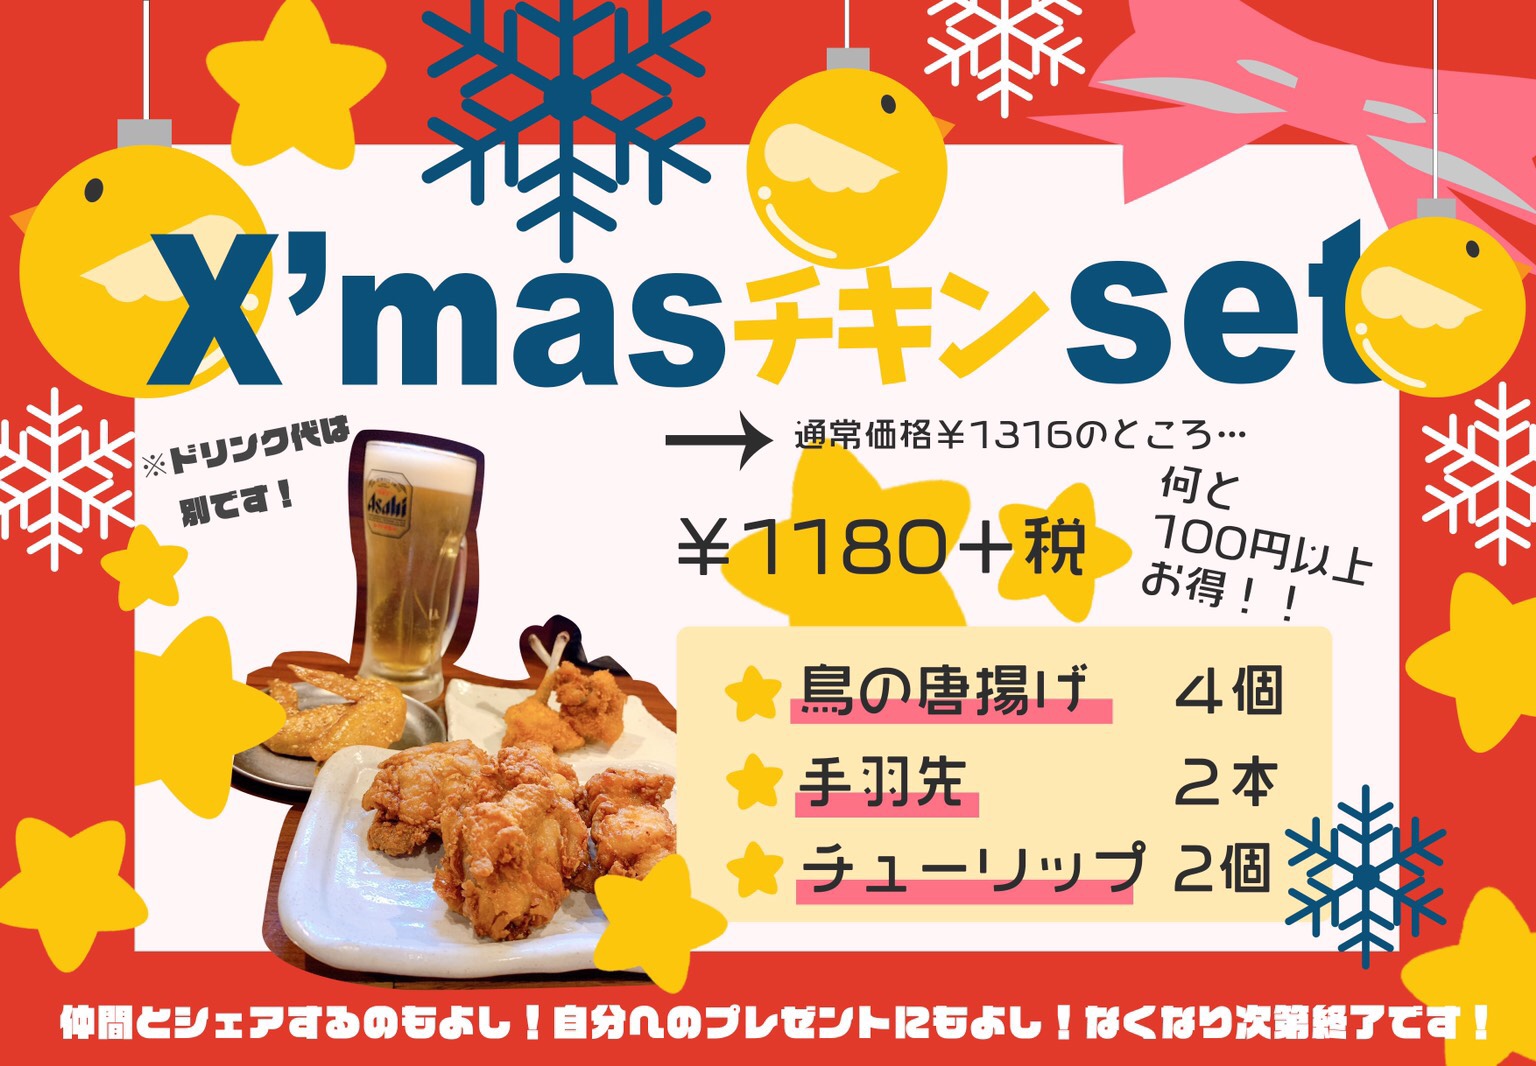 X'masチキンset
※ドリンク代は
別です！
Asahi
通常価格￥1316のところ…
￥1180＋税
何と
100円以上
お得！！
鳥の唐揚げ 4個
手羽先 2本
チューリップ 2個
仲間とシェアするのもよし！自分へのプレゼントにもよし！なくなり次第終了です！